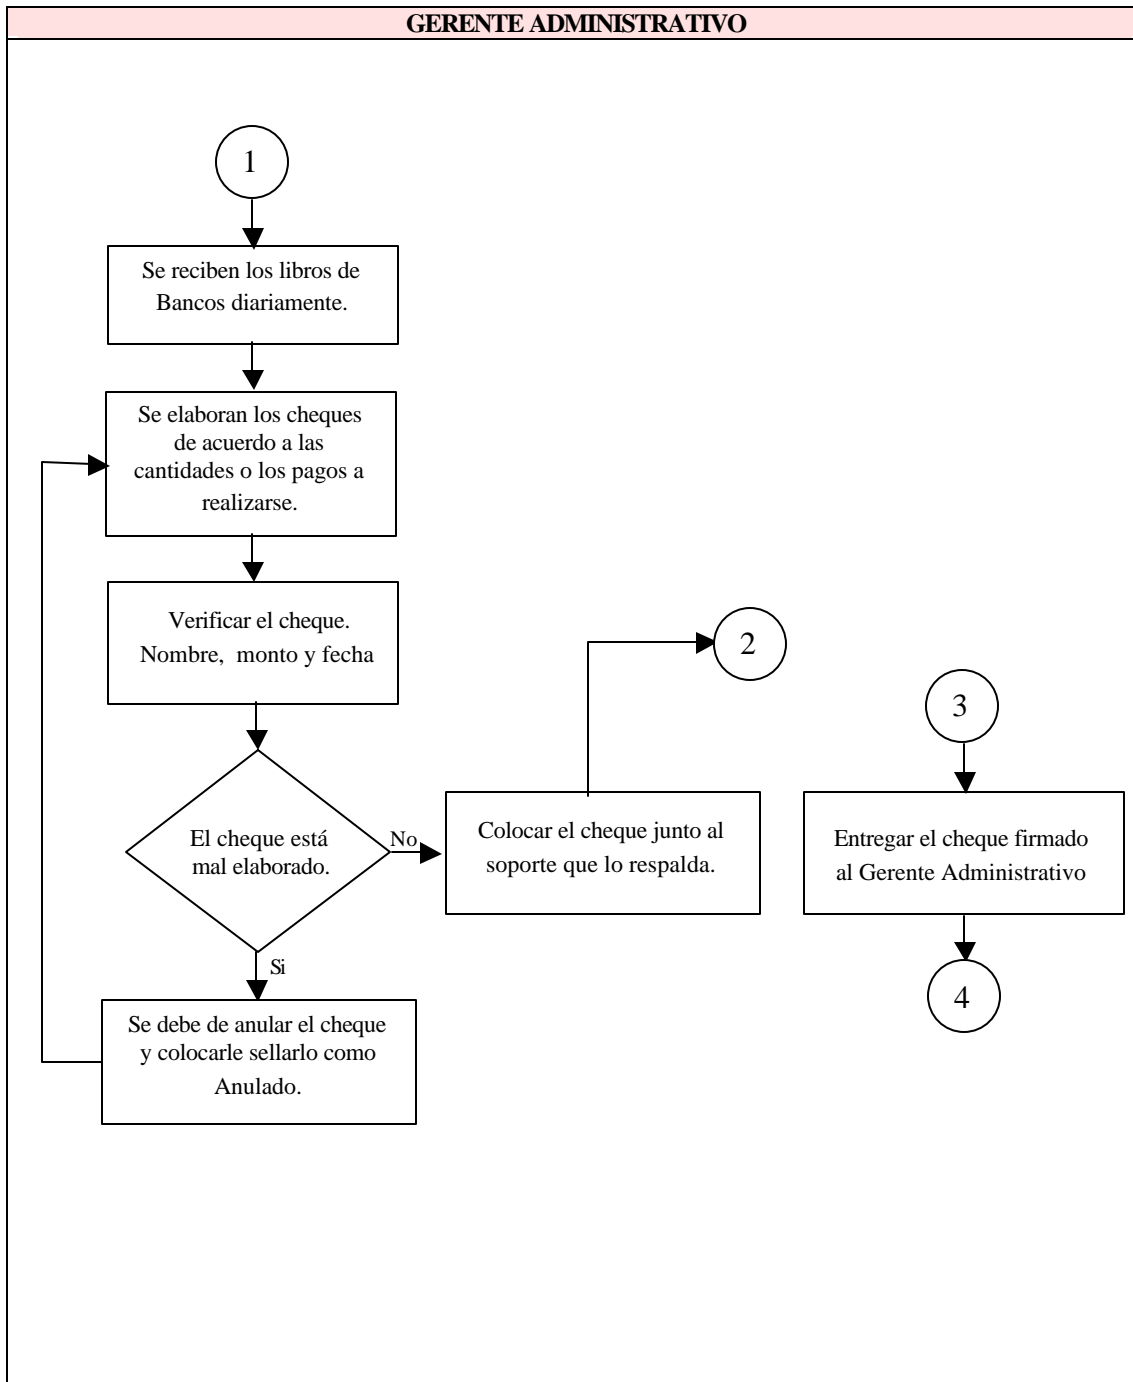 GERENTE ADMINISTRATIVO
1
Se reciben los libros de
Bancos diariamente.
Se elaboran los cheques
de acuerdo a las
cantidades o los pagos a
realizarse.
Verificar el cheque.
Nombre, monto y fecha
2
3
El cheque está
mal elaborado.
No
Colocar el cheque junto al
soporte que lo respalda.
Entregar el cheque firmado
al Gerente Administrativo
Si
4
Se debe de anular el cheque
y colocarle sellarlo como
Anulado.